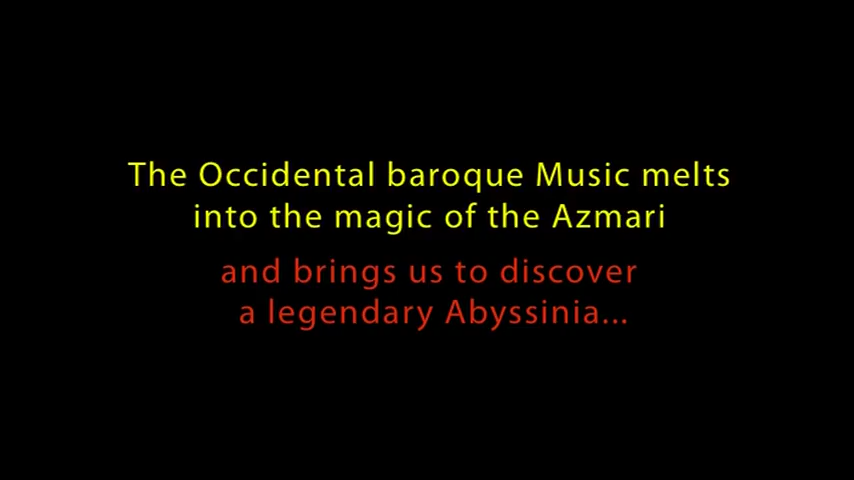 The Occidental baroque Music melts
into the magic of the Azmari
and brings us to discover
a legendary Abyssinia...